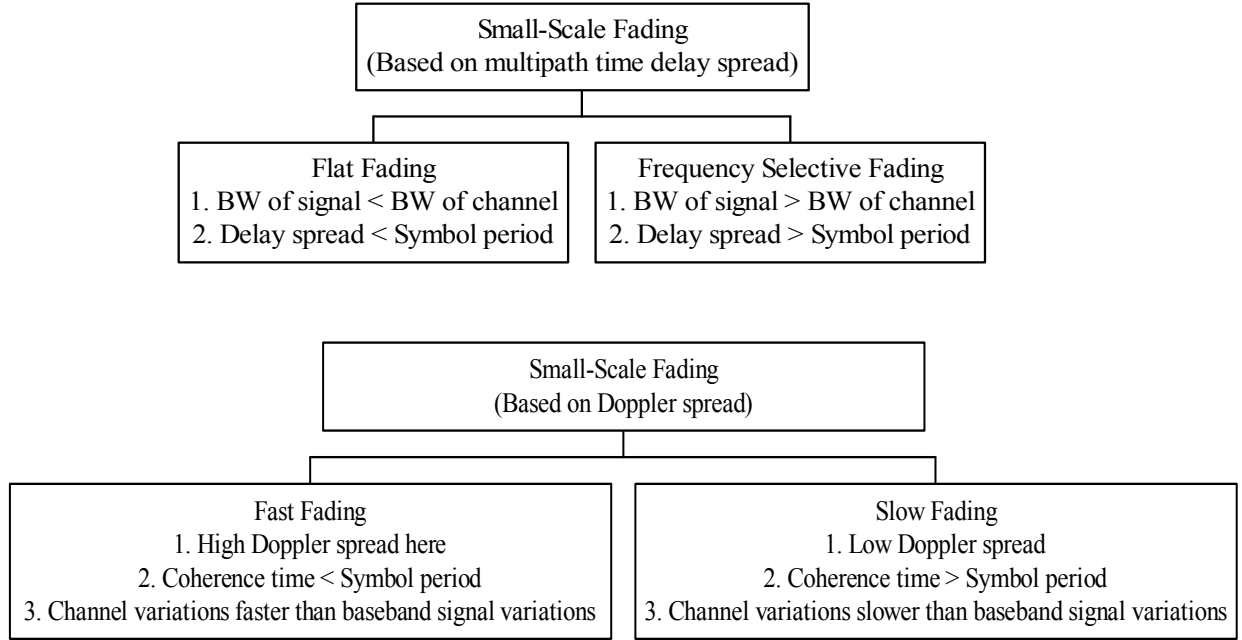 Small-Scale Fading
(Based on multipath time delay spread)
Flat Fading
1. BW of signal < BW of channel
2. Delay spread < Symbol period
Frequency Selective Fading
1. BW of signal > BW of channel
2. Delay spread > Symbol period
Small-Scale Fading
(Based on Doppler spread)
Fast Fading
1. High Doppler spread here
2. Coherence time < Symbol period
3. Channel variations faster than baseband signal variations
Slow Fading
1. Low Doppler spread
2. Coherence time > Symbol period
3. Channel variations slower than baseband signal variations